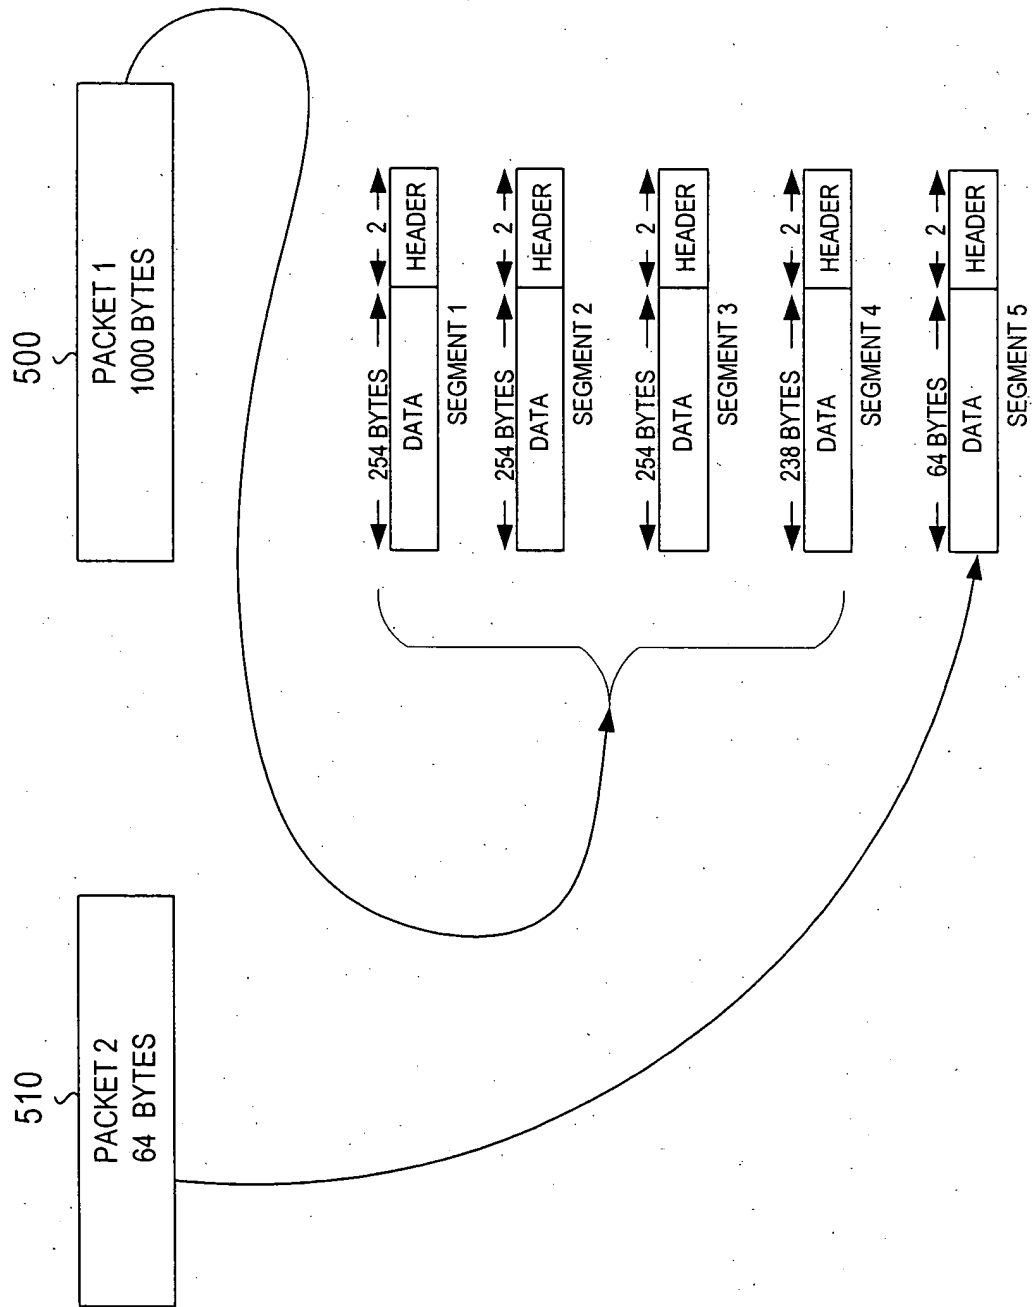 500
PACKET 1
1000 BYTES
510
PACKET 2
64 BYTES
254 BYTES
2
DATA
HEADER
SEGMENT 1
254 BYTES
2
DATA
HEADER
SEGMENT 2
254 BYTES
2
DATA
HEADER
SEGMENT 3
238 BYTES
2
DATA
HEADER
SEGMENT 4
64 BYTES
2
DATA
HEADER
SEGMENT 5